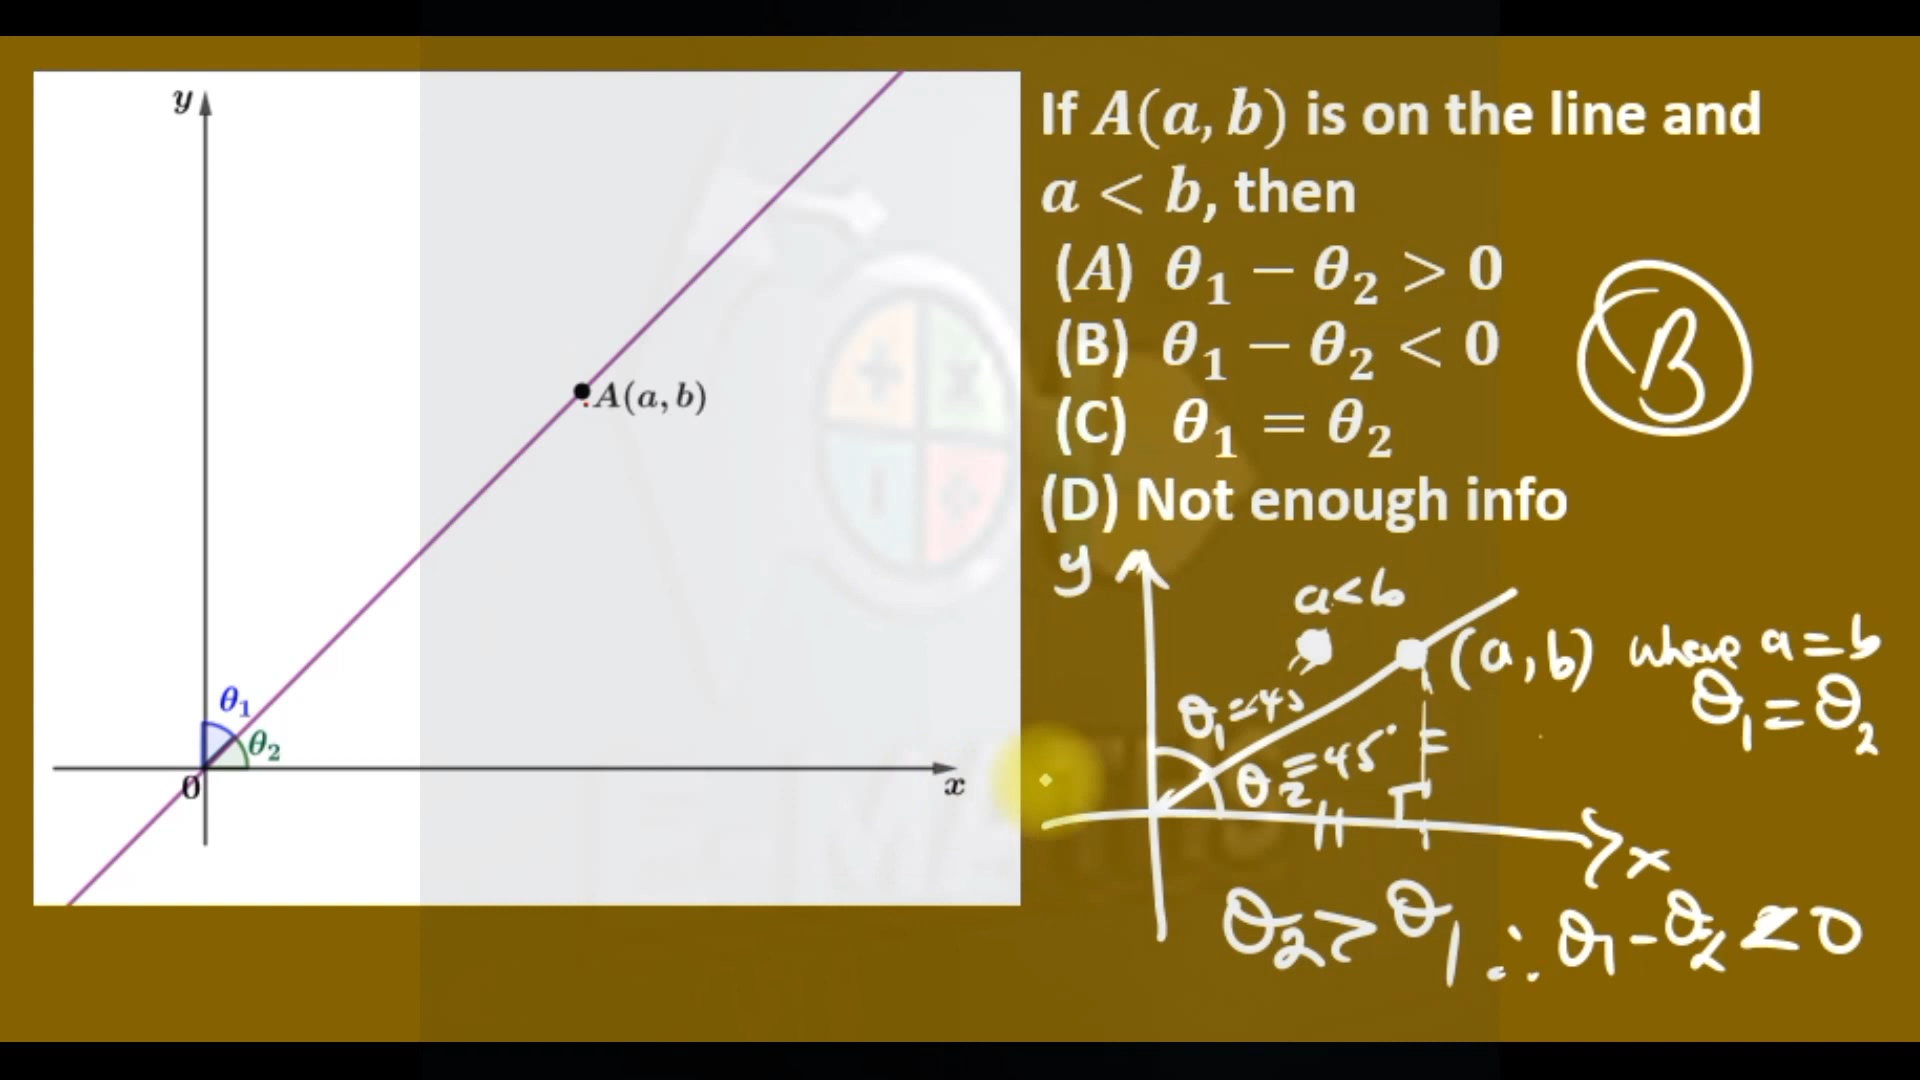 y
A(a, b)
θ₁
θ₂
0
x
If A(a, b) is on the line and
a < b, then
(A) θ₁ − θ₂ > 0
(B) θ₁ − θ₂ < 0
(C) θ₁ = θ₂
(D) Not enough info
B
y
a<b
(a, b) where a = b
θ₁ = θ₂
θ₁ = 45
θ₂ = 45°
x
θ₂ > θ₁ ∴ θ₁ - θ₂ < 0